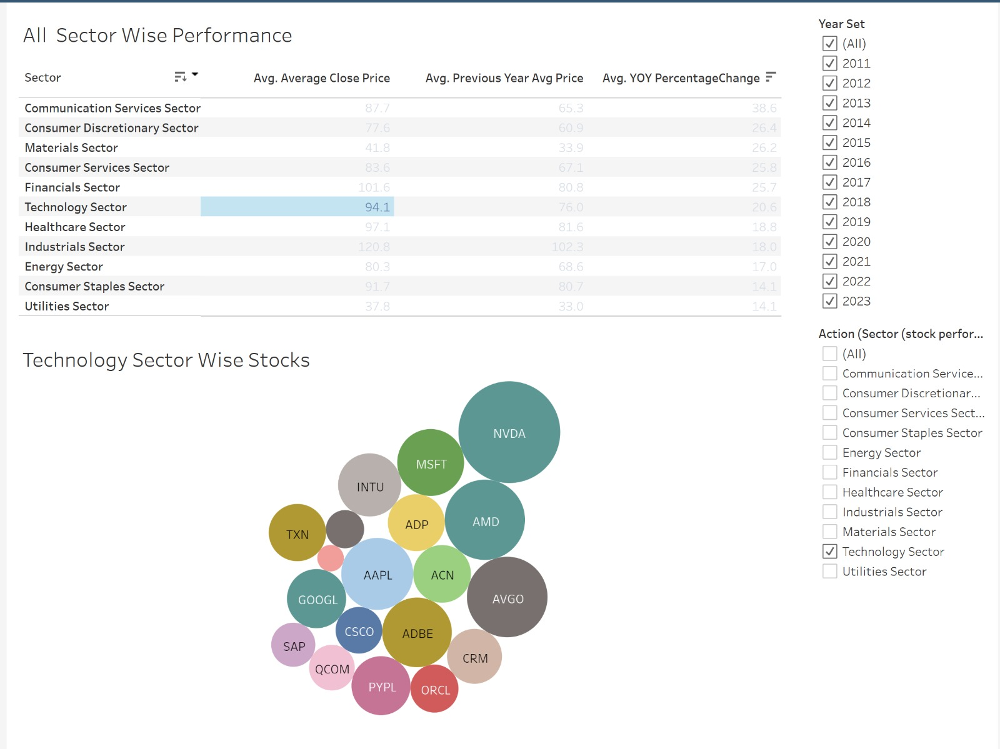 All Sector Wise Performance
Sector Avg. Average Close Price Avg. Previous Year Avg Price Avg. YOY PercentageChange
Communication Services Sector 87.7 65.3 38.6
Consumer Discretionary Sector 77.6 60.9 26.4
Materials Sector 41.8 33.9 26.2
Consumer Services Sector 83.6 67.1 25.8
Financials Sector 101.6 80.8 25.7
Technology Sector 94.1 76.0 20.6
Healthcare Sector 97.1 81.6 18.8
Industrials Sector 120.8 102.3 18.0
Energy Sector 80.3 68.6 17.0
Consumer Staples Sector 91.7 80.7 14.1
Utilities Sector 37.8 33.0 14.1
Technology Sector Wise Stocks
NVDA
MSFT
INTU
AMD
ADP
TXN
AAPL
ACN
GOOGL
AVGO
CSCO
ADBE
SAP
CRM
QCOM
PYPL
ORCL
Year Set
(All)
2011
2012
2013
2014
2015
2016
2017
2018
2019
2020
2021
2022
2023
Action (Sector (stock perfor...
(All)
Communication Service...
Consumer Discretionar...
Consumer Services Sect...
Consumer Staples Sector
Energy Sector
Financials Sector
Healthcare Sector
Industrials Sector
Materials Sector
Technology Sector
Utilities Sector